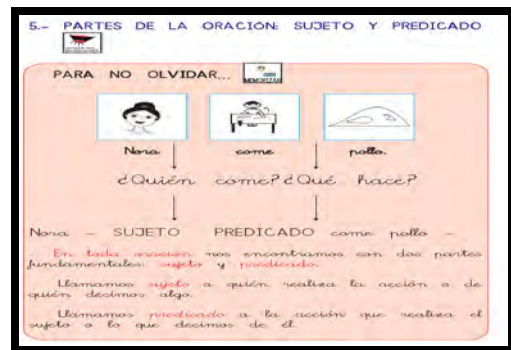 5.- PARTES DE LA ORACIÓN: SUJETO Y PREDICADO
PARA NO OLVIDAR...
MEMORIZAR
Nora come pollo.
¿Quién come? ¿Qué hace?
Nora - SUJETO PREDICADO come pollo -
En toda oración nos encontramos con dos partes
fundamentales: sujeto y predicado.
Llamamos sujeto a quién realiza la acción o de
quién decimos algo.
Llamamos predicado a la acción que realiza el
sujeto o lo que decimos de él.